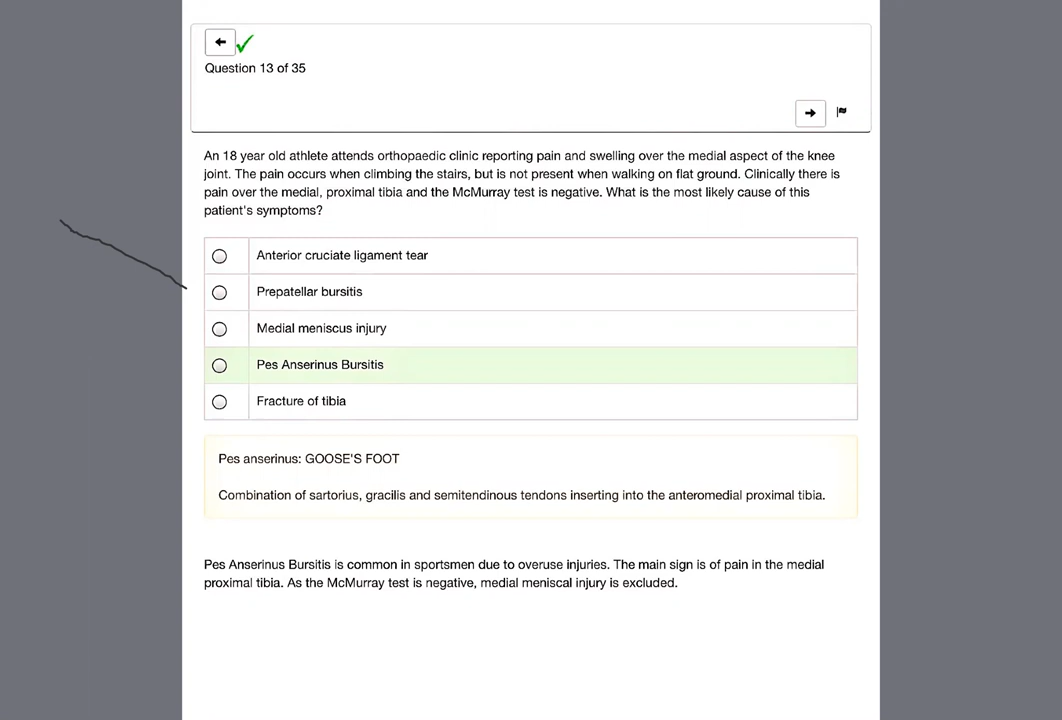 Question 13 of 35
An 18 year old athlete attends orthopaedic clinic reporting pain and swelling over the medial aspect of the knee
joint. The pain occurs when climbing the stairs, but is not present when walking on flat ground. Clinically there is
pain over the medial, proximal tibia and the McMurray test is negative. What is the most likely cause of this
patient's symptoms?
Anterior cruciate ligament tear
Prepatellar bursitis
Medial meniscus injury
Pes Anserinus Bursitis
Fracture of tibia
Pes anserinus: GOOSE'S FOOT
Combination of sartorius, gracilis and semitendinous tendons inserting into the anteromedial proximal tibia.
Pes Anserinus Bursitis is common in sportsmen due to overuse injuries. The main sign is of pain in the medial
proximal tibia. As the McMurray test is negative, medial meniscal injury is excluded.